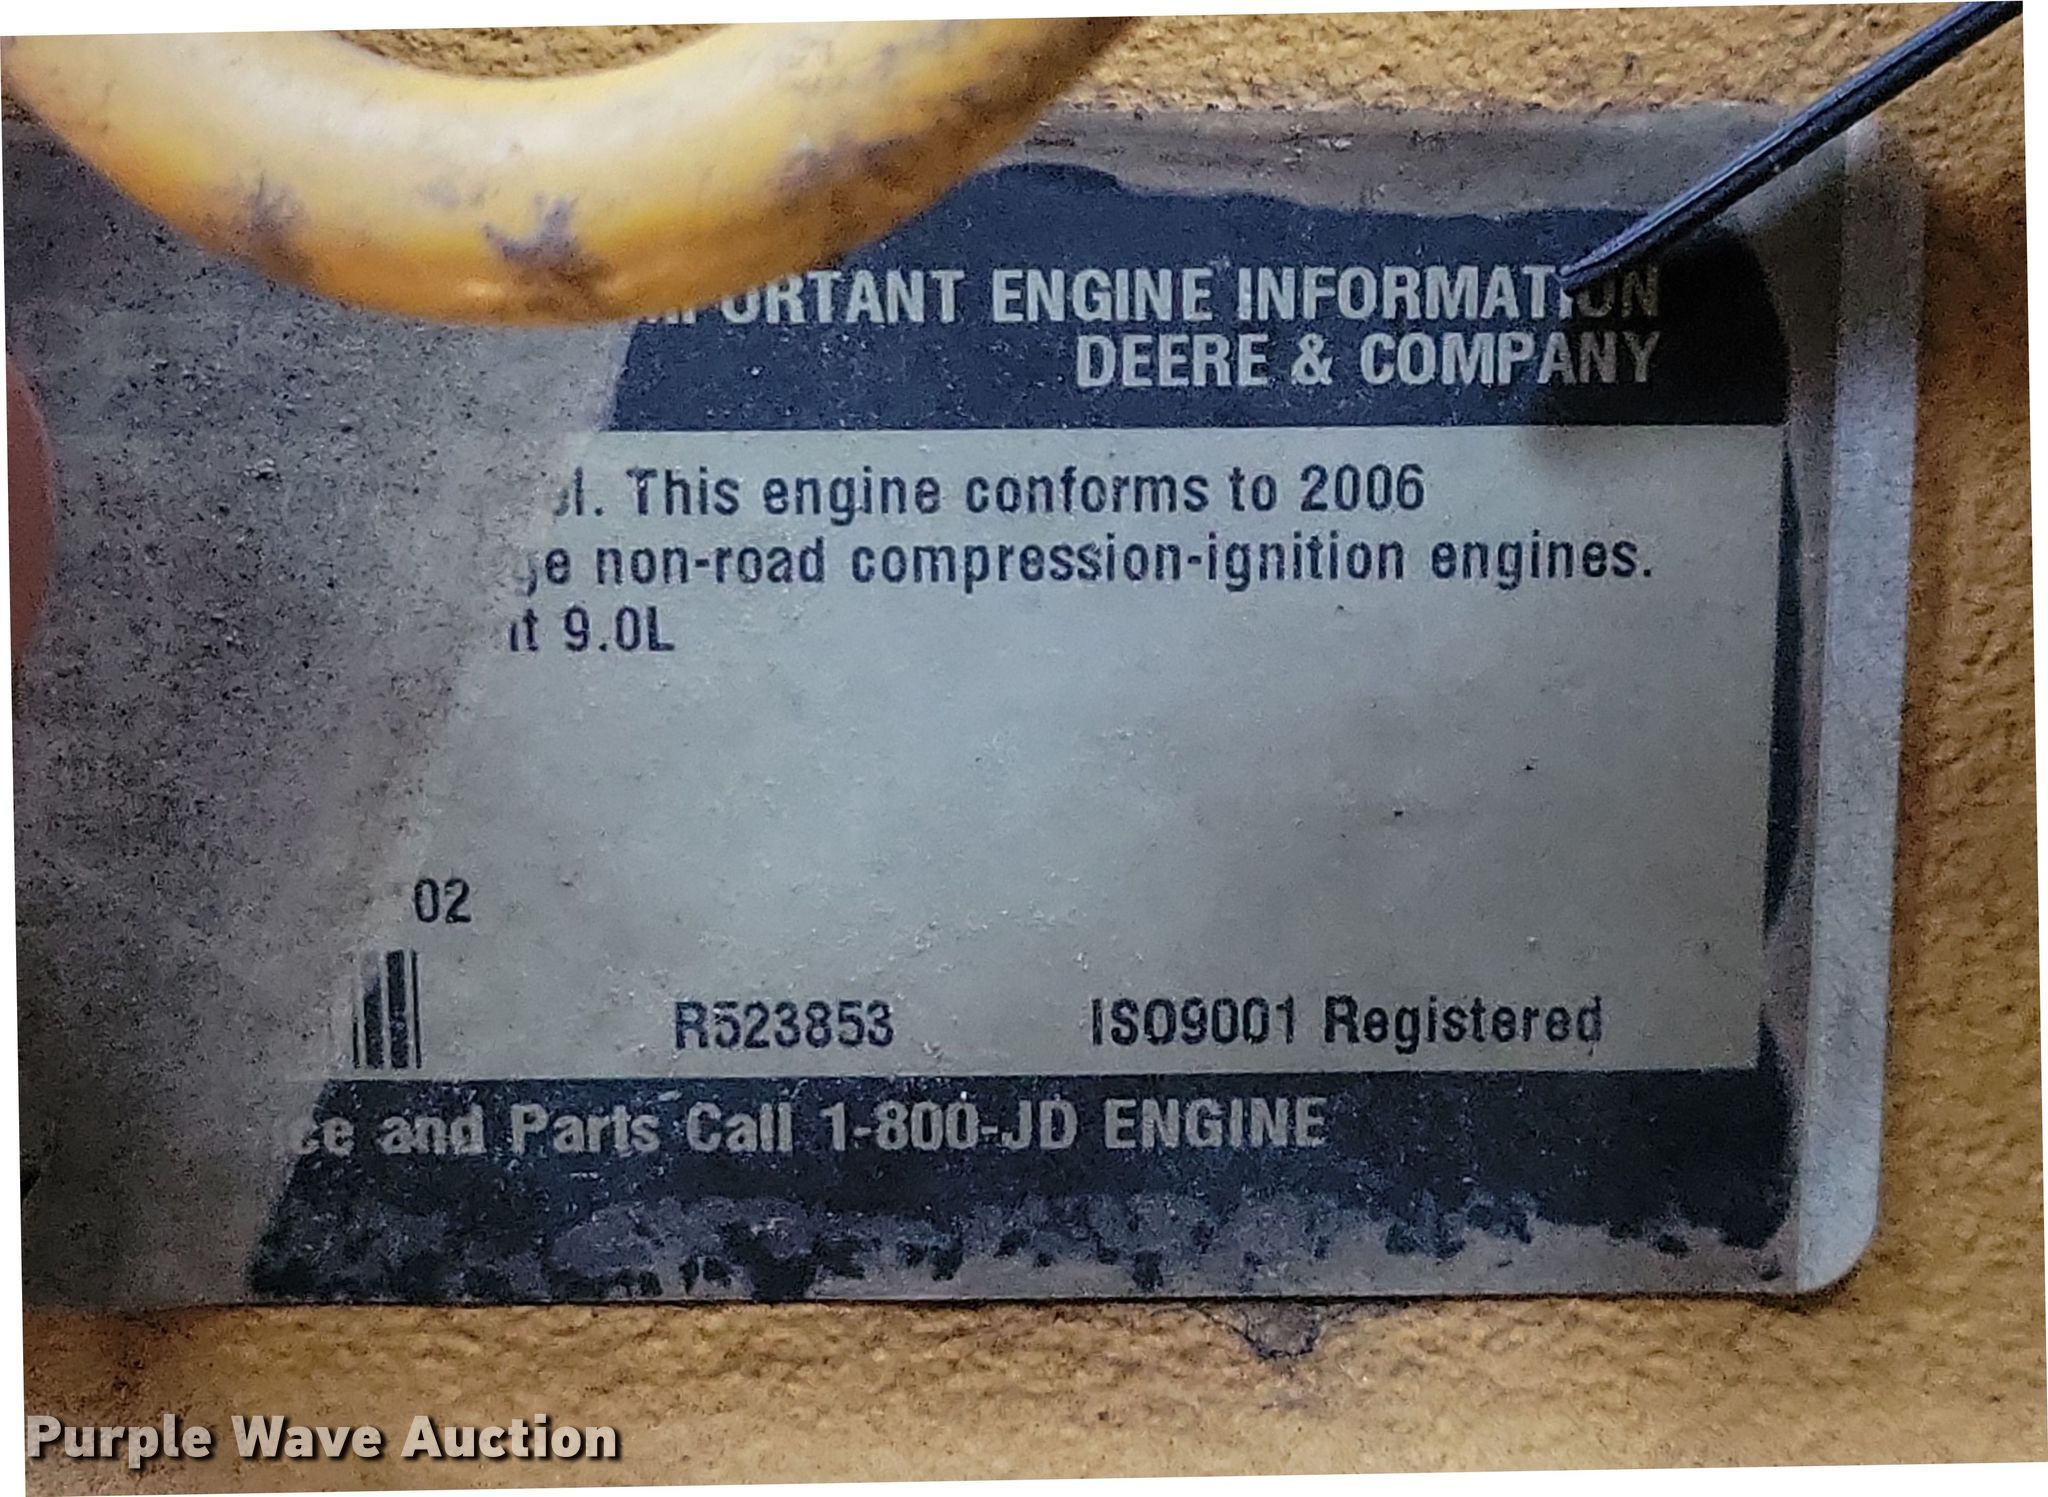 IMPORTANT ENGINE INFORMATION
DEERE & COMPANY
This engine conforms to 2006
non-road compression-ignition engines.
9.0L
02
R523853 ISO9001 Registered
and Parts Call 1-800-JD ENGINE
Purple Wave Auction